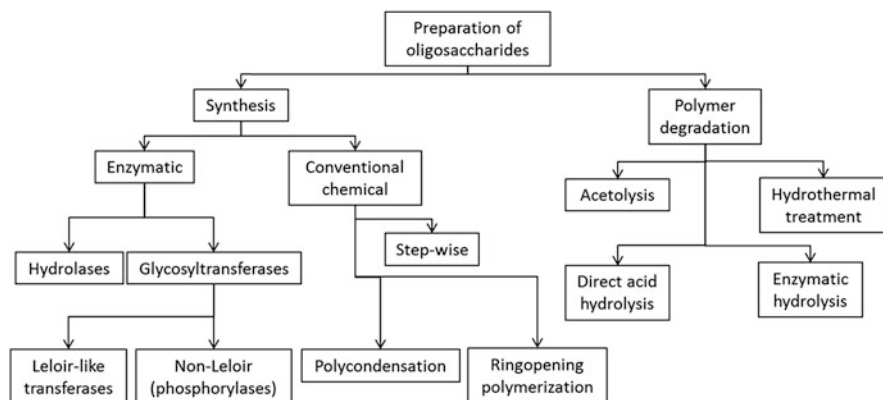 Preparation of
oligosaccharides
Synthesis
Polymer
degradation
Enzymatic
Conventional
chemical
Acetolysis
Hydrothermal
treatment
Step-wise
Hydrolases
Glycosyltransferases
Direct acid
hydrolysis
Enzymatic
hydrolysis
Leloir-like
transferases
Non-Leloir
(phosphorylases)
Polycondensation
Ringopening
polymerization